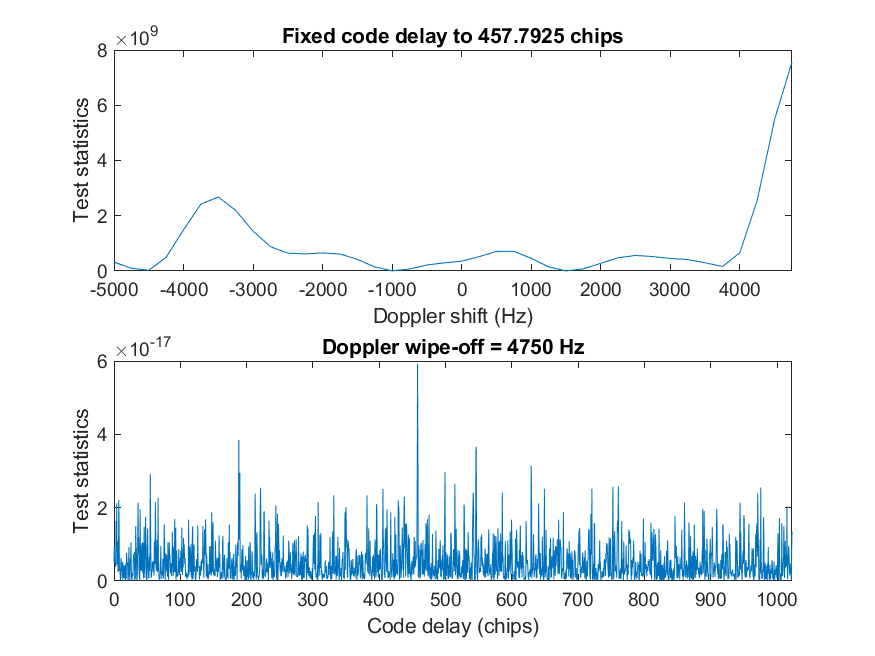 ×10^9
Fixed code delay to 457.7925 chips
8
6
4
2
0
Test statistics
-5000 -4000 -3000 -2000 -1000 0 1000 2000 3000 4000
Doppler shift (Hz)
×10^-17
Doppler wipe-off = 4750 Hz
6
4
2
0
Test statistics
0 100 200 300 400 500 600 700 800 900 1000
Code delay (chips)